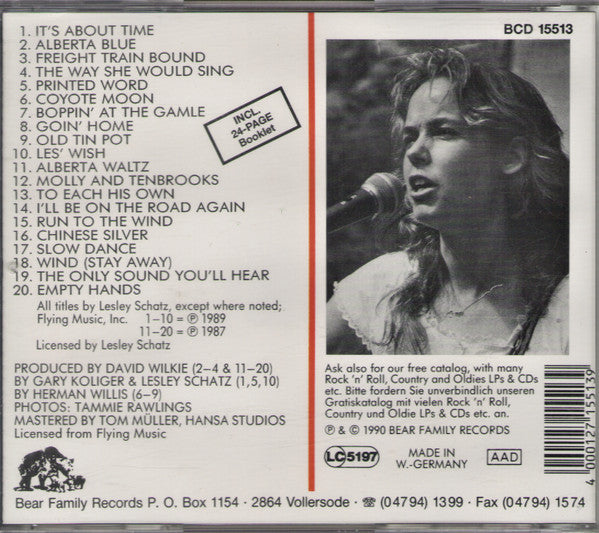 BCD 15513
1. IT'S ABOUT TIME
2. ALBERTA BLUE
3. FREIGHT TRAIN BOUND
4. THE WAY SHE WOULD SING
5. PRINTED WORD
6. COYOTE MOON
7. BOPPIN' AT THE GAMLE
8. GOIN' HOME
9. OLD TIN POT
10. LES' WISH
11. ALBERTA WALTZ
12. MOLLY AND TENBROOKS
13. TO EACH HIS OWN
14. I'LL BE ON THE ROAD AGAIN
15. RUN TO THE WIND
16. CHINESE SILVER
17. SLOW DANCE
18. WIND (STAY AWAY)
19. THE ONLY SOUND YOU'LL HEAR
20. EMPTY HANDS
INCL.
24-PAGE
Booklet
All titles by Lesley Schatz, except where noted;
Flying Music, Inc. 1-10 = ℗ 1989
11-20 = ℗ 1987
Licensed by Lesley Schatz
PRODUCED BY DAVID WILKIE (2-4 & 11-20)
BY GARY KOLIGER & LESLEY SCHATZ (1,5,10)
BY HERMAN WILLIS (6-9)
PHOTOS: TAMMIE RAWLINGS
MASTERED BY TOM MÜLLER, HANSA STUDIOS
Licensed from Flying Music
Ask also for our free catalog, with many
Rock 'n' Roll, Country and Oldies LPs & CDs
etc. Bitte fordern Sie unverbindlich unseren
Gratiskatalog mit vielen Rock 'n' Roll,
Country und Oldie LPs & CDs etc. an.
℗ & © 1990 BEAR FAMILY RECORDS
LC 5197
MADE IN
W.-GERMANY
AAD
4 000127 155139
Bear Family Records P. O. Box 1154 · 2864 Vollersode · ☏ (04794) 1399 · Fax (04794) 1574